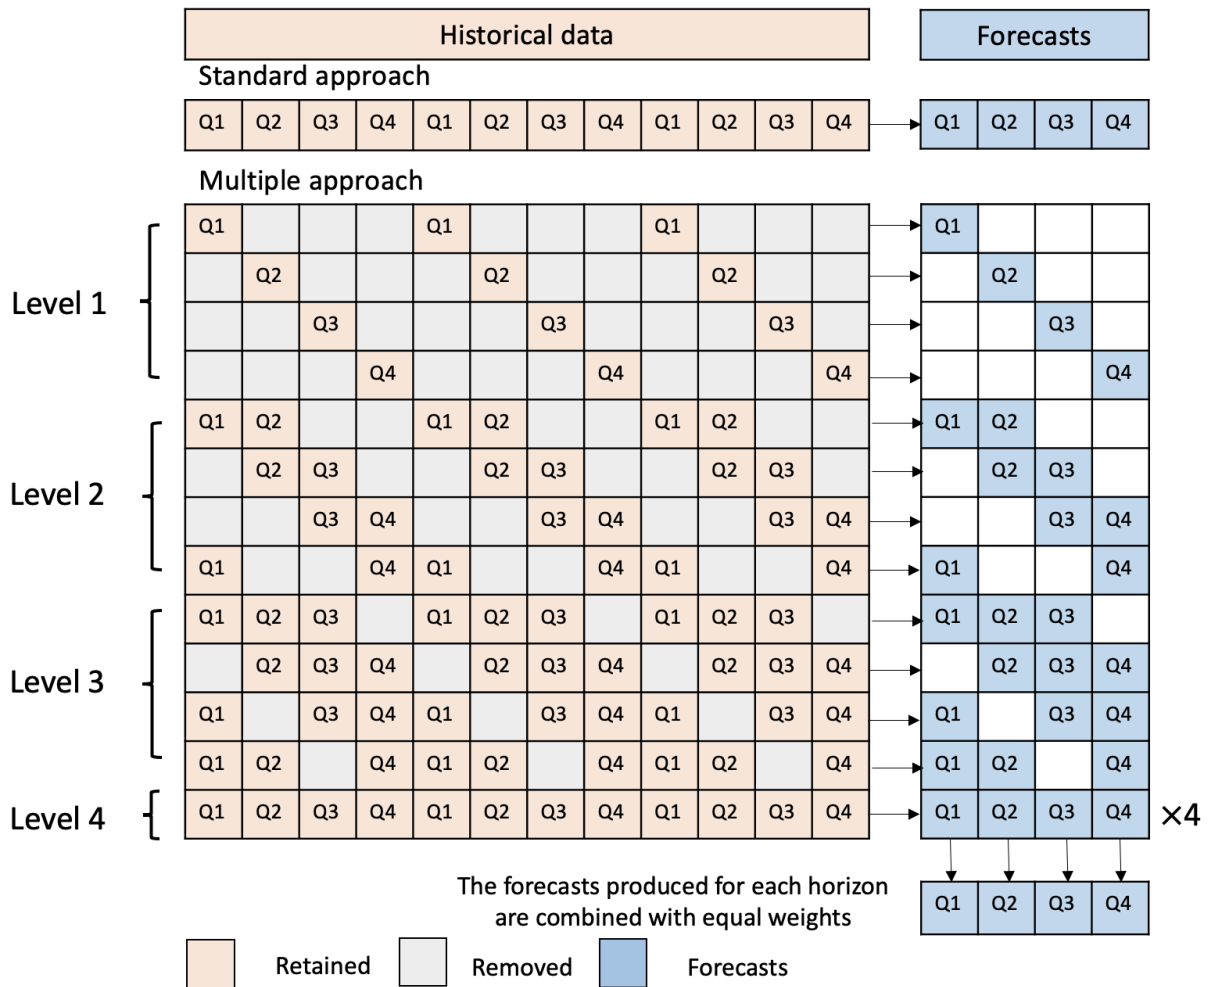 Historical data Forecasts
Standard approach
Q1 Q2 Q3 Q4 Q1 Q2 Q3 Q4 Q1 Q2 Q3 Q4 Q1 Q2 Q3 Q4
Multiple approach
Level 1
Q1 Q1 Q1 Q1
Q2 Q2 Q2 Q2
Q3 Q3 Q3 Q3
Q4 Q4 Q4 Q4
Level 2
Q1 Q2 Q1 Q2 Q1 Q2 Q1 Q2
Q2 Q3 Q2 Q3 Q2 Q3 Q2 Q3
Q3 Q4 Q3 Q4 Q3 Q4 Q3 Q4
Q1 Q4 Q1 Q4 Q1 Q4 Q1 Q4
Level 3
Q1 Q2 Q3 Q1 Q2 Q3 Q1 Q2 Q3 Q1 Q2 Q3
Q2 Q3 Q4 Q2 Q3 Q4 Q2 Q3 Q4 Q2 Q3 Q4
Q1 Q3 Q4 Q1 Q3 Q4 Q1 Q3 Q4 Q1 Q3 Q4
Q1 Q2 Q4 Q1 Q2 Q4 Q1 Q2 Q4 Q1 Q2 Q4
Level 4
Q1 Q2 Q3 Q4 Q1 Q2 Q3 Q4 Q1 Q2 Q3 Q4 Q1 Q2 Q3 Q4 ×4
The forecasts produced for each horizon
are combined with equal weights
Q1 Q2 Q3 Q4
Retained Removed Forecasts